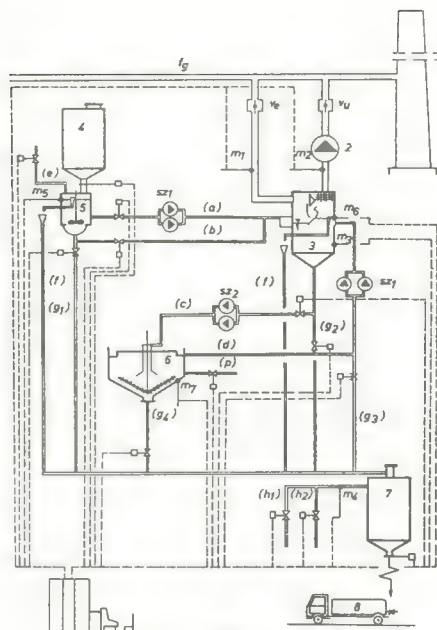 fg
ve
vu
4
m1
m2
2
(e)
m5
5
sz1
(a)
m6
(b)
3
m3
(f)
(f)
sz1
(g1)
sz2
(c)
(g2)
(d)
6
(p)
m7
(g3)
(g4)
(h1)
(h2)
m4
7
8